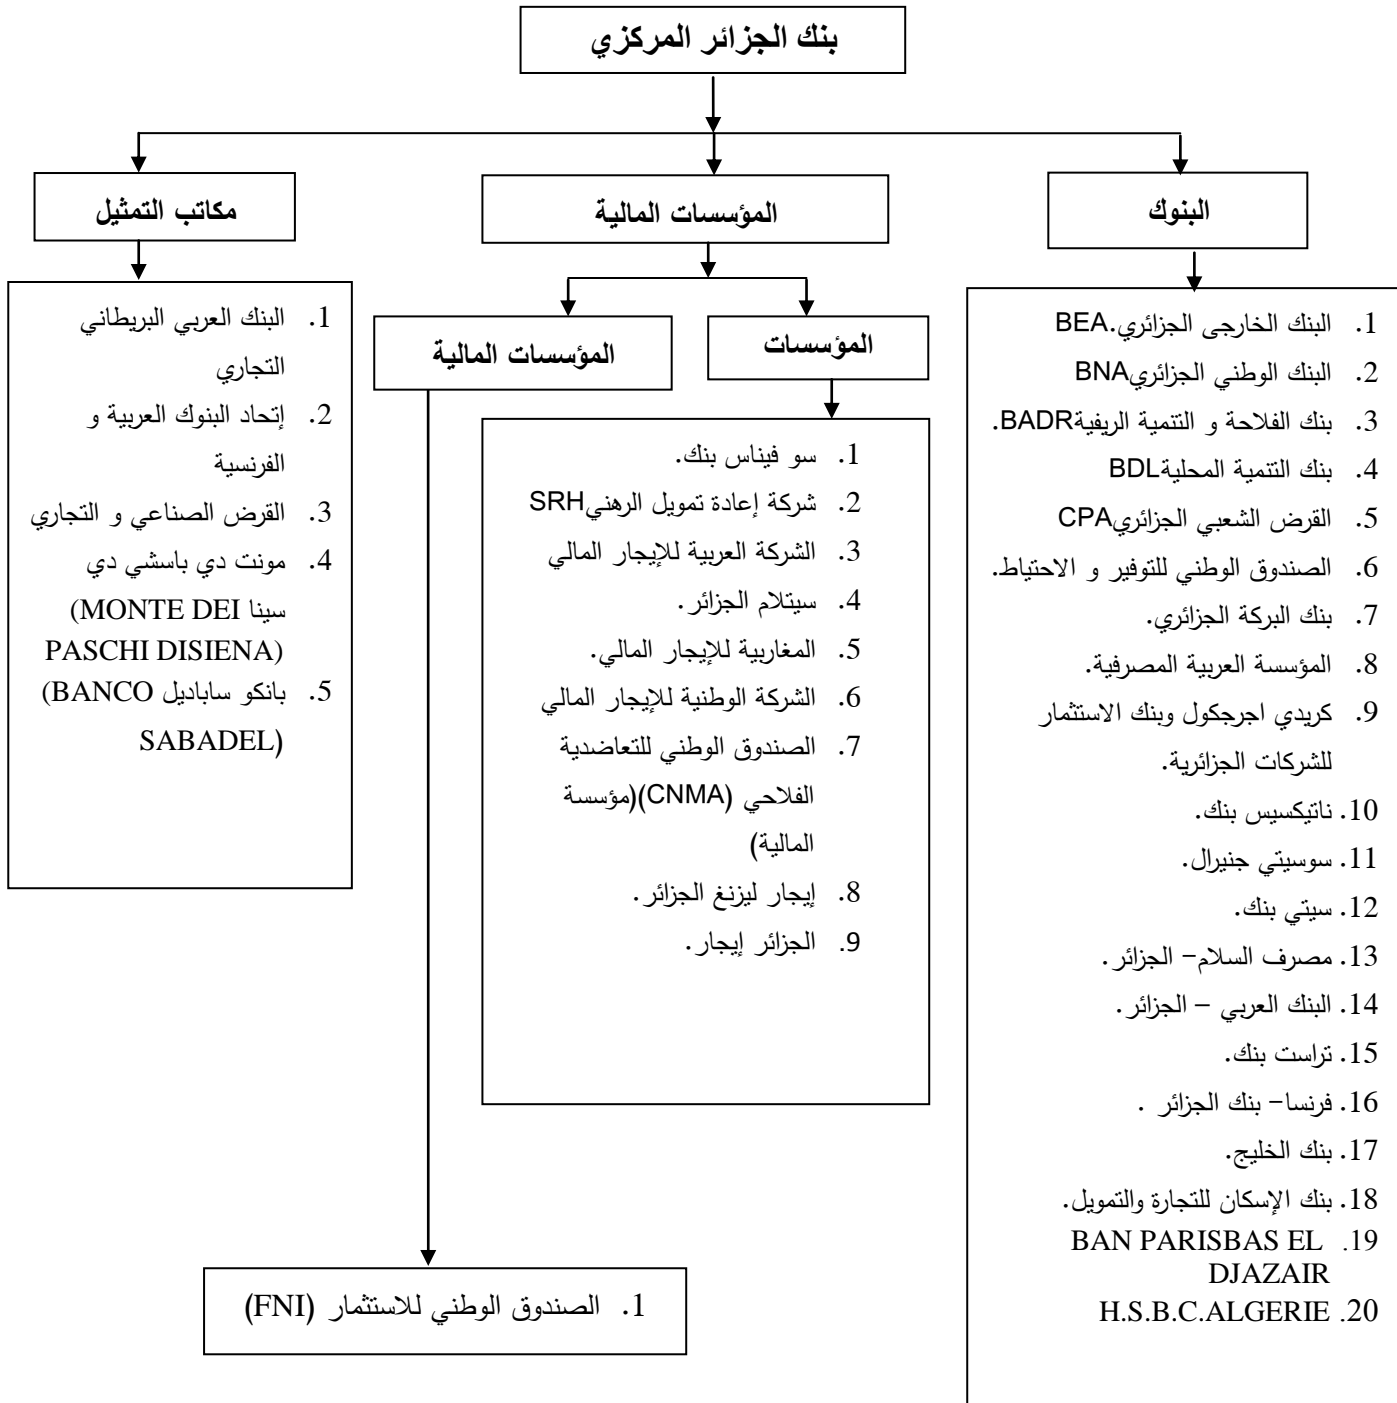 بنك الجزائر المركزي
البنوك
المؤسسات المالية
مكاتب التمثيل
1. البنك الخارجى الجزائري.BEA
2. البنك الوطني الجزائريBNA
3. بنك الفلاحة و التنمية الريفيةBADR.
4. بنك التنمية المحليةBDL
5. القرض الشعبي الجزائريCPA
6. الصندوق الوطني للتوفير و الاحتياط.
7. بنك البركة الجزائري.
8. المؤسسة العربية المصرفية.
9. كريدي اجرجكول وبنك الاستثمار
للشركات الجزائرية.
10. ناتيكسيس بنك.
11. سوسيتي جنيرال.
12. سيتي بنك.
13. مصرف السلام– الجزائر.
14. البنك العربي – الجزائر.
15. تراست بنك.
16. فرنسا– بنك الجزائر .
17. بنك الخليج.
18. بنك الإسكان للتجارة والتمويل.
19. BAN PARISBAS EL
DJAZAIR
20. H.S.B.C.ALGERIE
المؤسسات
المؤسسات المالية
1. سو فيناس بنك.
2. شركة إعادة تمويل الرهنيSRH
3. الشركة العربية للإيجار المالي
4. سيتلام الجزائر.
5. المغاربية للإيجار المالي.
6. الشركة الوطنية للإيجار المالي
7. الصندوق الوطني للتعاضدية
الفلاحي (CNMA)(مؤسسة
المالية)
8. إيجار ليزنغ الجزائر.
9. الجزائر إيجار.
1. الصندوق الوطني للاستثمار (FNI)
1. البنك العربي البريطاني
التجاري
2. إتحاد البنوك العربية و
الفرنسية
3. القرض الصناعي و التجاري
4. مونت دي باسشي دي
سينا (MONTE DEI
PASCHI DISIENA)
5. بانكو ساباديل (BANCO
SABADEL)